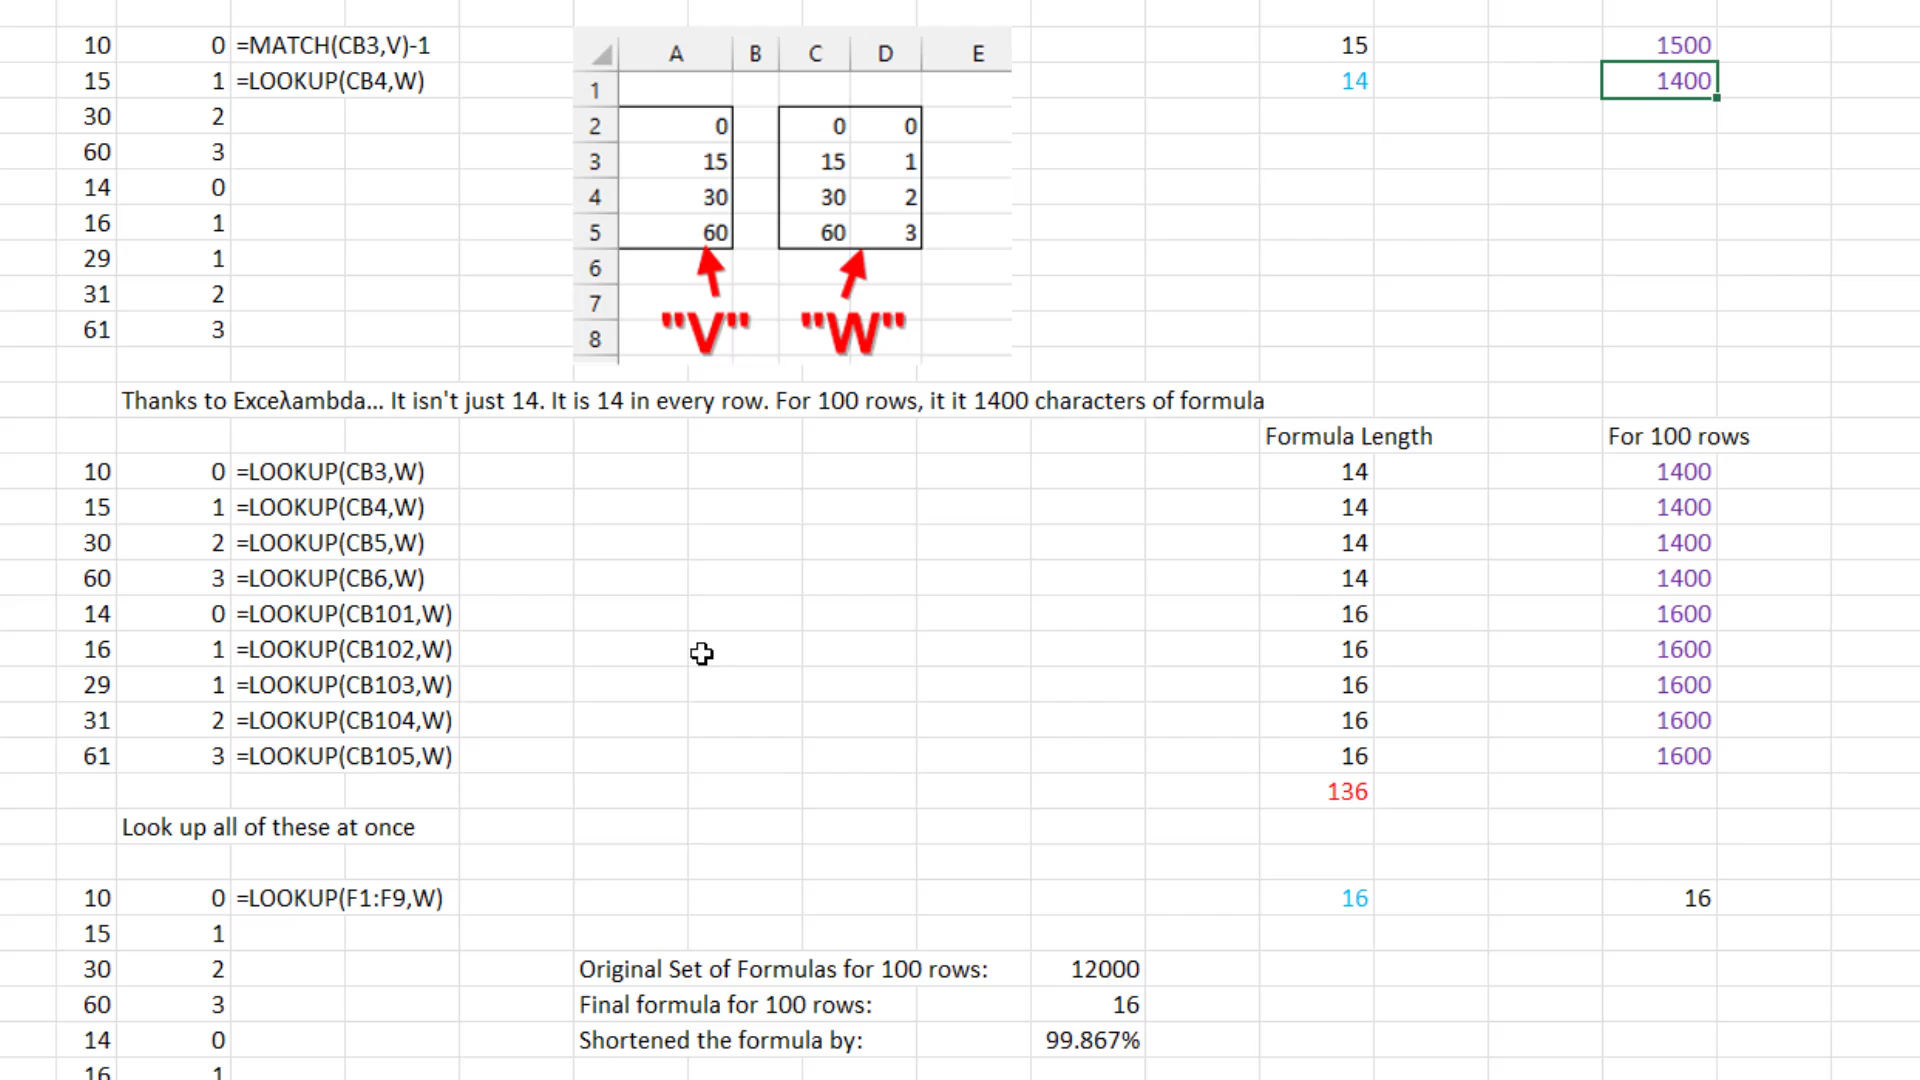 10 0 =MATCH(CB3,V)-1 A B C D E 15 1500
15 1 =LOOKUP(CB4,W) 1 14 1400
30 2 2 0 0 0
60 3 3 15 15 1
14 0 4 30 30 2
16 1 5 60 60 3
29 1 6
31 2 7
61 3 8
"V" "W"
Thanks to Exceλambda... It isn't just 14. It is 14 in every row. For 100 rows, it it 1400 characters of formula
Formula Length For 100 rows
10 0 =LOOKUP(CB3,W) 14 1400
15 1 =LOOKUP(CB4,W) 14 1400
30 2 =LOOKUP(CB5,W) 14 1400
60 3 =LOOKUP(CB6,W) 14 1400
14 0 =LOOKUP(CB101,W) 16 1600
16 1 =LOOKUP(CB102,W) 16 1600
29 1 =LOOKUP(CB103,W) 16 1600
31 2 =LOOKUP(CB104,W) 16 1600
61 3 =LOOKUP(CB105,W) 16 1600
136
Look up all of these at once
10 0 =LOOKUP(F1:F9,W) 16 16
15 1
30 2 Original Set of Formulas for 100 rows: 12000
60 3 Final formula for 100 rows: 16
14 0 Shortened the formula by: 99.867%
16 1